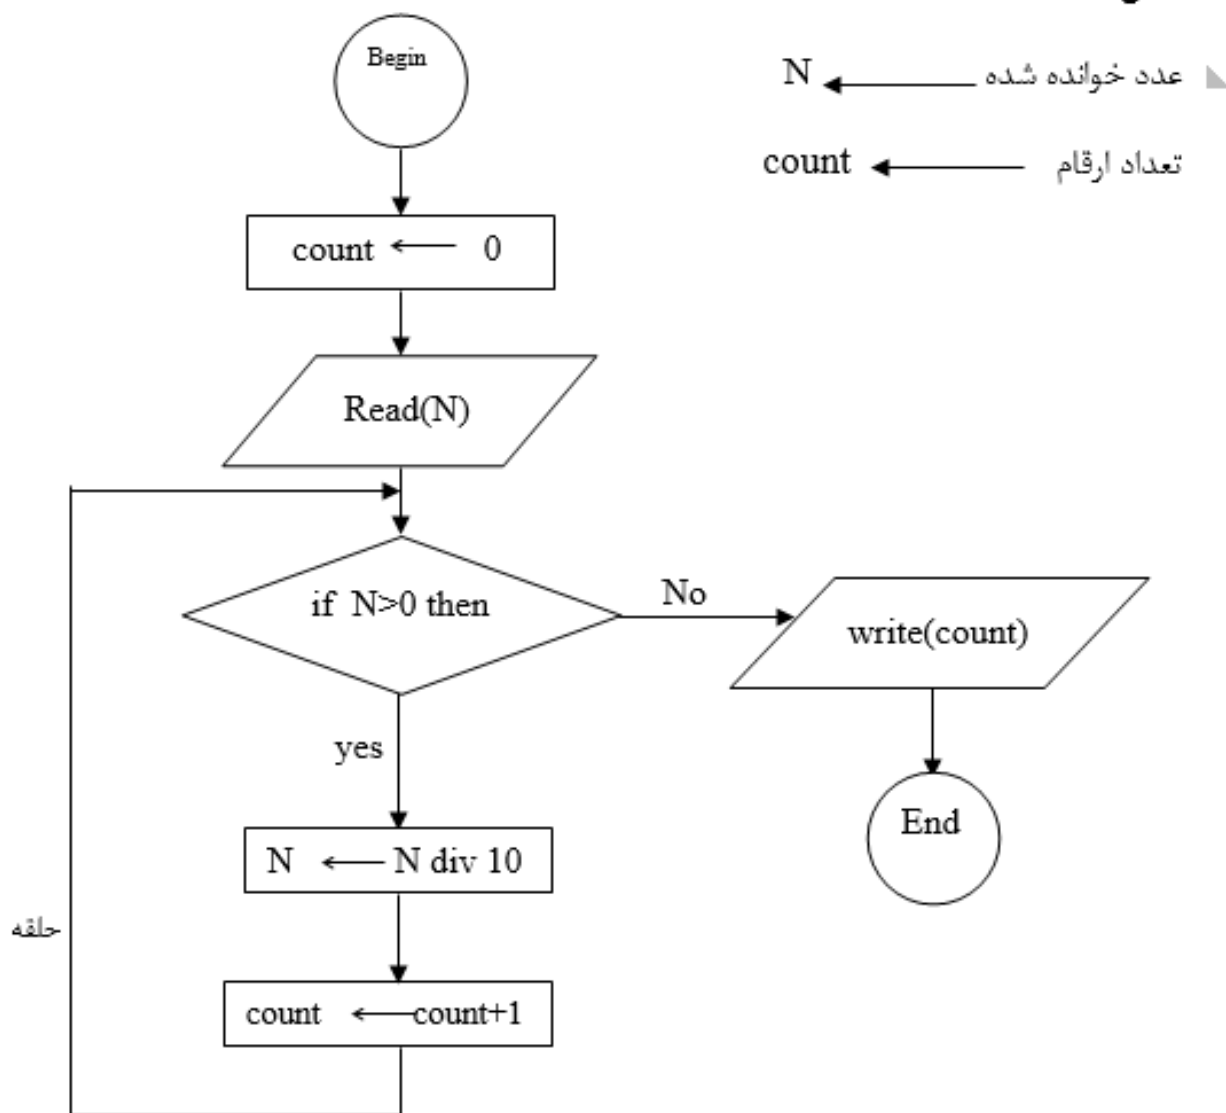 Begin
N ← عدد خوانده شده
count ← تعداد ارقام
count ← 0
Read(N)
if N>0 then
No
write(count)
yes
End
N ← N div 10
حلقه
count ← count+1